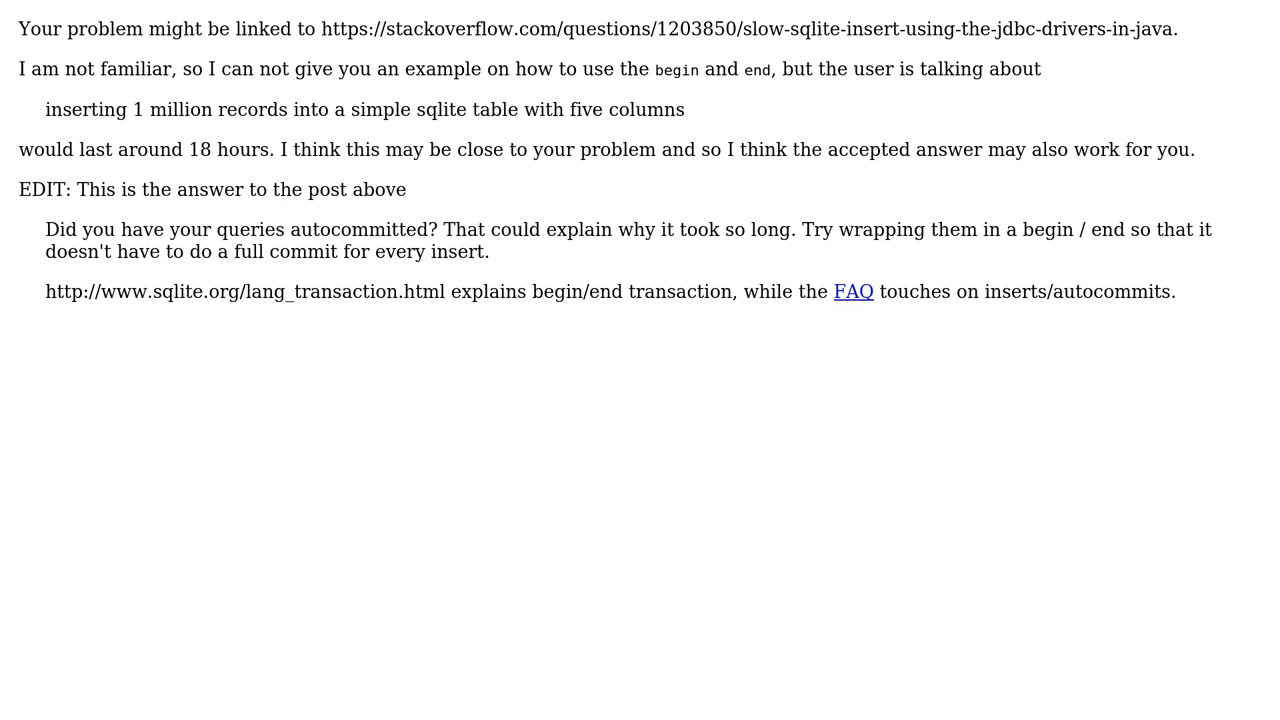 Your problem might be linked to https://stackoverflow.com/questions/1203850/slow-sqlite-insert-using-the-jdbc-drivers-in-java.
I am not familiar, so I can not give you an example on how to use the begin and end, but the user is talking about
inserting 1 million records into a simple sqlite table with five columns
would last around 18 hours. I think this may be close to your problem and so I think the accepted answer may also work for you.
EDIT: This is the answer to the post above
Did you have your queries autocommitted? That could explain why it took so long. Try wrapping them in a begin / end so that it
doesn't have to do a full commit for every insert.
http://www.sqlite.org/lang_transaction.html explains begin/end transaction, while the FAQ touches on inserts/autocommits.